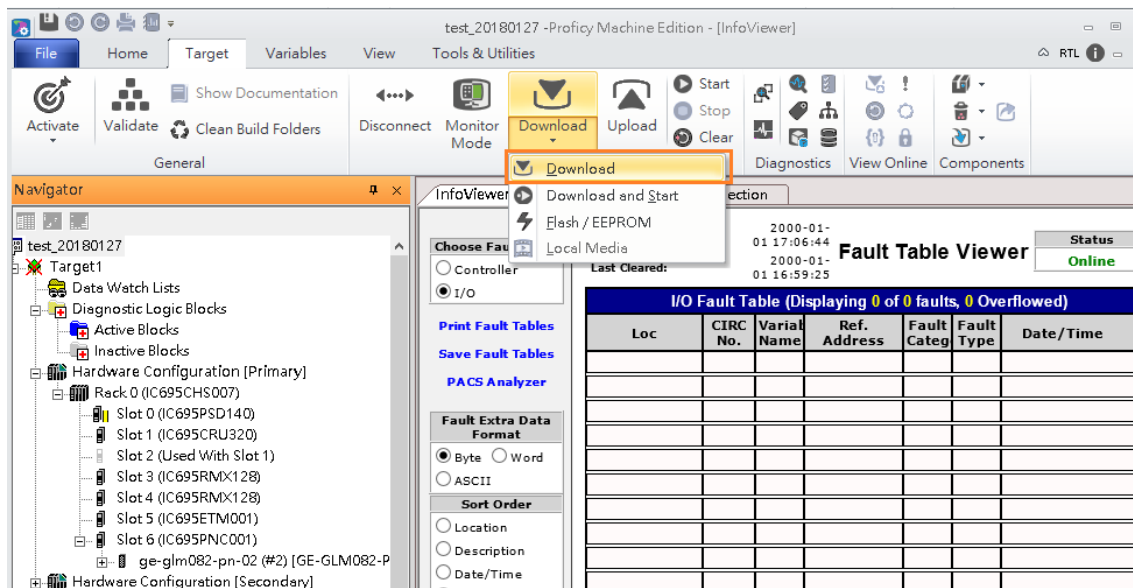 test_20180127 -Proficy Machine Edition - [InfoViewer]
File Home Target Variables View Tools & Utilities RTL
Activate Validate Show Documentation Clean Build Folders
General
Disconnect Monitor Mode Download Upload Start Stop Clear
Diagnostics View Online Components
Download
Download and Start
Flash / EEPROM
Local Media
Navigator
test_20180127
Target1
Data Watch Lists
Diagnostic Logic Blocks
Active Blocks
Inactive Blocks
Hardware Configuration [Primary]
Rack 0 (IC695CHS007)
Slot 0 (IC695PSD140)
Slot 1 (IC695CRU320)
Slot 2 (Used With Slot 1)
Slot 3 (IC695RMX128)
Slot 4 (IC695RMX128)
Slot 5 (IC695ETM001)
Slot 6 (IC695PNC001)
ge-glm082-pn-02 (#2) [GE-GLM082-P
Hardware Configuration [Secondary]
InfoViewer ection
Choose Fau
Controller
I/O
Print Fault Tables
Save Fault Tables
PACS Analyzer
Fault Extra Data
Format
Byte Word
ASCII
Sort Order
Location
Description
Date/Time
2000-01-
01 17:06:44
Last Cleared: 2000-01-
01 16:59:25
Fault Table Viewer
Status
Online
I/O Fault Table (Displaying 0 of 0 faults, 0 Overflowed)
Loc CIRC No. Variab Name Ref. Address Fault Categ Fault Type Date/Time